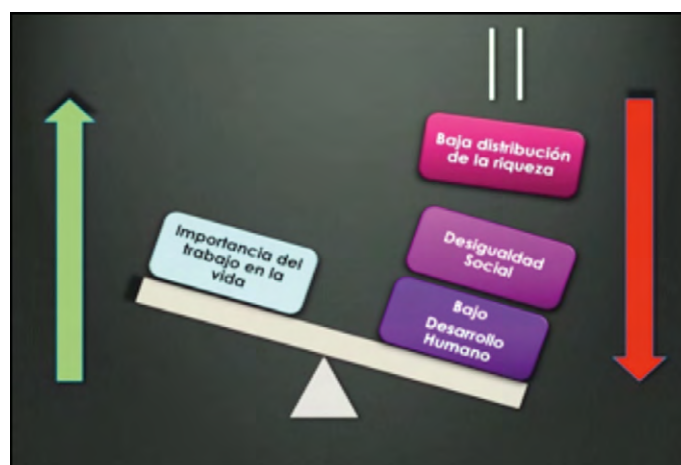 Baja distribución
de la riqueza
Importancia del
trabajo en la
vida
Desigualdad
Social
Bajo
Desarrollo
Humano